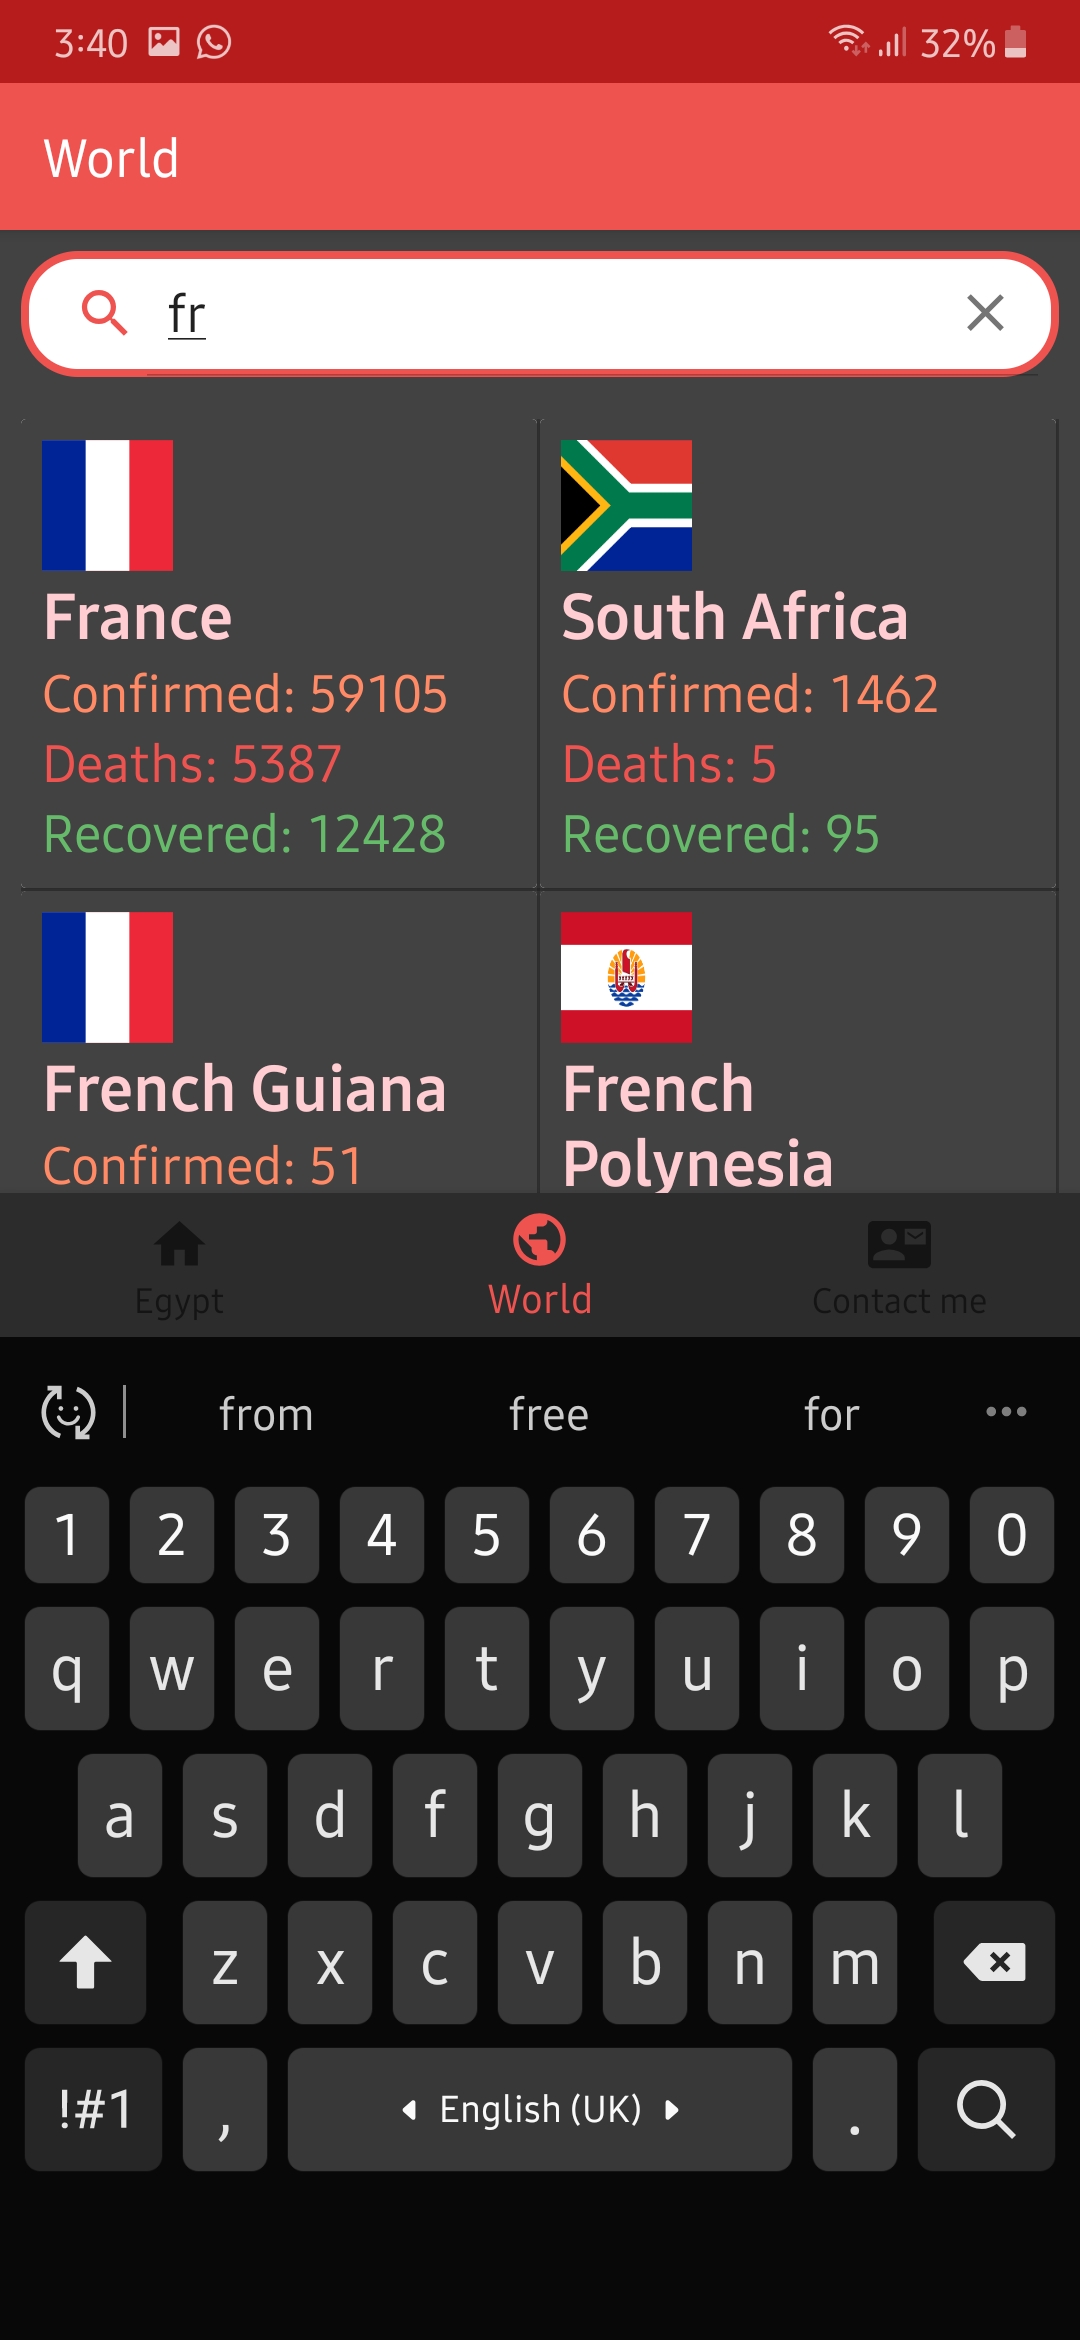 3:40
32%
World
fr
France
Confirmed: 59105
Deaths: 5387
Recovered: 12428
South Africa
Confirmed: 1462
Deaths: 5
Recovered: 95
French Guiana
Confirmed: 51
French
Polynesia
Egypt
World
Contact me
from free for
1 2 3 4 5 6 7 8 9 0
q w e r t y u i o p
a s d f g h j k l
z x c v b n m
!#1 , English (UK) .